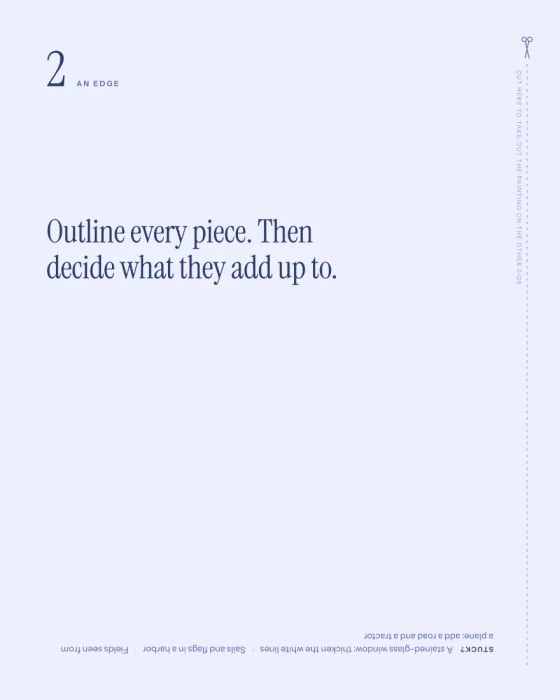 2 AN EDGE
Outline every piece. Then
decide what they add up to.
CUT HERE TO TAKE OUT THE PAINTING ON THE OTHER SIDE
STUCK? A stained-glass window: thicken the white lines · Sails and flags in a harbor · Fields seen from
a plane: add a road and a tractor